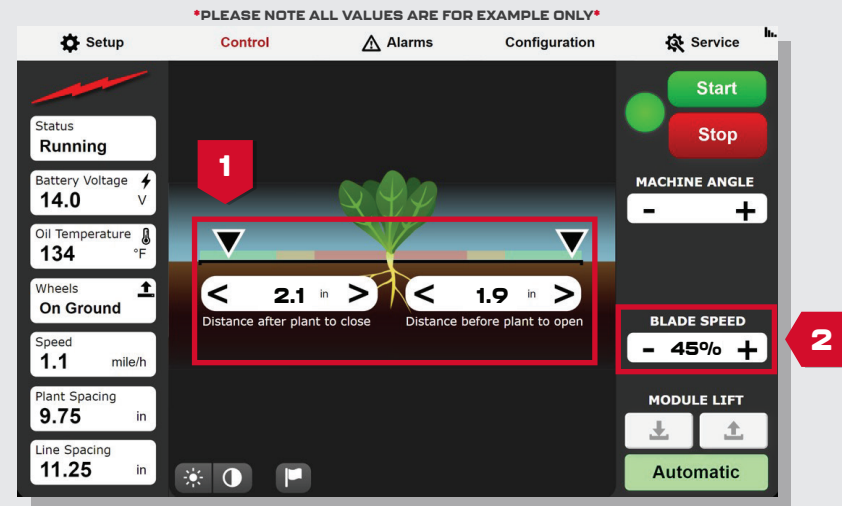 *PLEASE NOTE ALL VALUES ARE FOR EXAMPLE ONLY*
Setup Control Alarms Configuration Service
Status
Running
Battery Voltage
14.0 V
Oil Temperature
134 °F
Wheels
On Ground
Speed
1.1 mile/h
Plant Spacing
9.75 in
Line Spacing
11.25 in
1
< 2.1 in > < 1.9 in >
Distance after plant to close Distance before plant to open
Start
Stop
MACHINE ANGLE
- +
BLADE SPEED
- 45% +
2
MODULE LIFT
Automatic